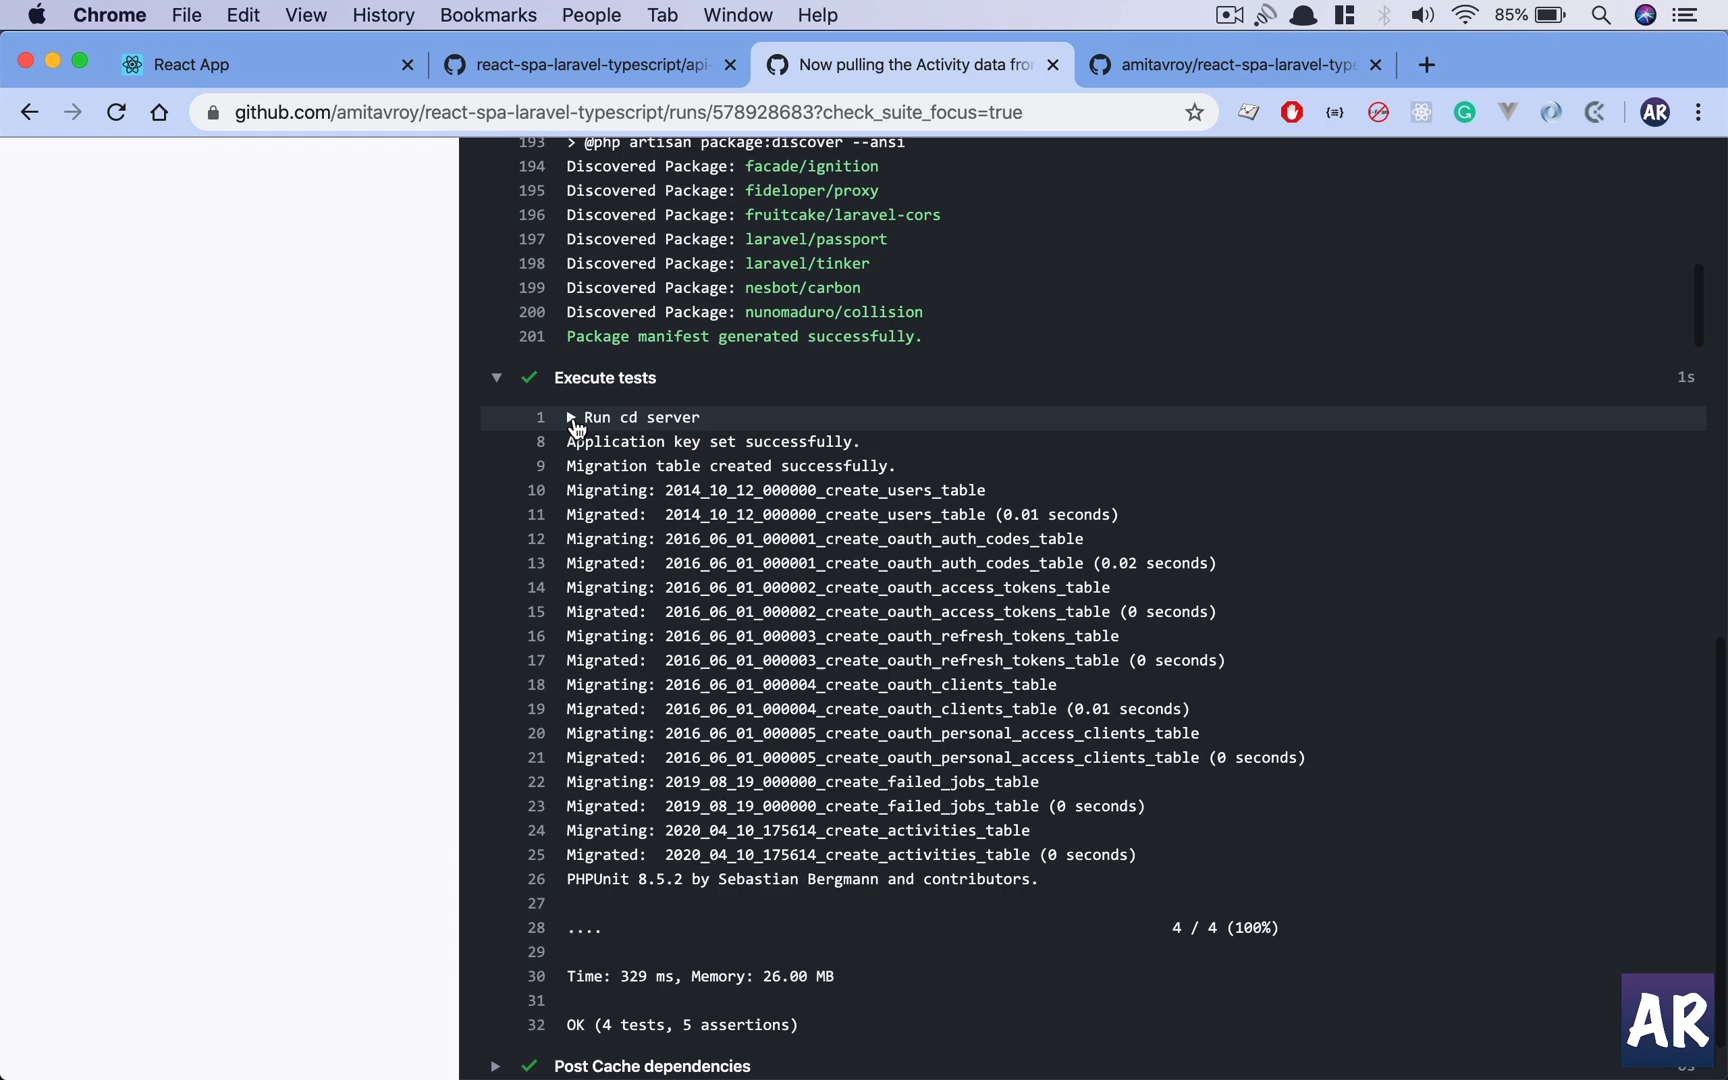 Chrome File Edit View History Bookmarks People Tab Window Help 85%
React App
react-spa-laravel-typescript/api-
Now pulling the Activity data from
amitavroy/react-spa-laravel-type
github.com/amitavroy/react-spa-laravel-typescript/runs/578928683?check_suite_focus=true
AR
193 > @php artisan package:discover --ansi
194 Discovered Package: facade/ignition
195 Discovered Package: fideloper/proxy
196 Discovered Package: fruitcake/laravel-cors
197 Discovered Package: laravel/passport
198 Discovered Package: laravel/tinker
199 Discovered Package: nesbot/carbon
200 Discovered Package: nunomaduro/collision
201 Package manifest generated successfully.
Execute tests 1s
1 Run cd server
8 Application key set successfully.
9 Migration table created successfully.
10 Migrating: 2014_10_12_000000_create_users_table
11 Migrated: 2014_10_12_000000_create_users_table (0.01 seconds)
12 Migrating: 2016_06_01_000001_create_oauth_auth_codes_table
13 Migrated: 2016_06_01_000001_create_oauth_auth_codes_table (0.02 seconds)
14 Migrating: 2016_06_01_000002_create_oauth_access_tokens_table
15 Migrated: 2016_06_01_000002_create_oauth_access_tokens_table (0 seconds)
16 Migrating: 2016_06_01_000003_create_oauth_refresh_tokens_table
17 Migrated: 2016_06_01_000003_create_oauth_refresh_tokens_table (0 seconds)
18 Migrating: 2016_06_01_000004_create_oauth_clients_table
19 Migrated: 2016_06_01_000004_create_oauth_clients_table (0.01 seconds)
20 Migrating: 2016_06_01_000005_create_oauth_personal_access_clients_table
21 Migrated: 2016_06_01_000005_create_oauth_personal_access_clients_table (0 seconds)
22 Migrating: 2019_08_19_000000_create_failed_jobs_table
23 Migrated: 2019_08_19_000000_create_failed_jobs_table (0 seconds)
24 Migrating: 2020_04_10_175614_create_activities_table
25 Migrated: 2020_04_10_175614_create_activities_table (0 seconds)
26 PHPUnit 8.5.2 by Sebastian Bergmann and contributors.
27
28 .... 4 / 4 (100%)
29
30 Time: 329 ms, Memory: 26.00 MB
31
32 OK (4 tests, 5 assertions)
Post Cache dependencies
AR